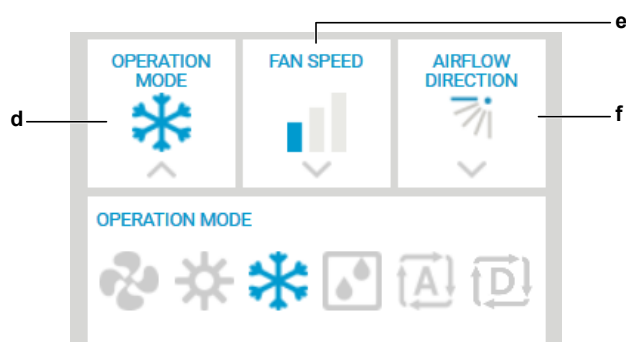 e
OPERATION
MODE
FAN SPEED
AIRFLOW
DIRECTION
d
f
OPERATION MODE
A
D